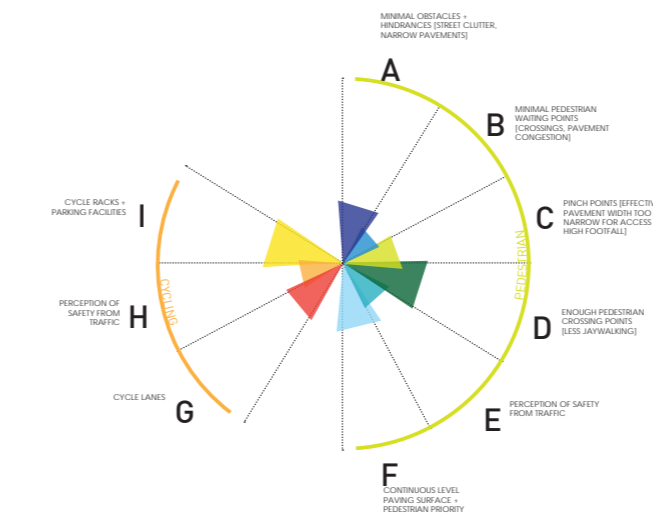 MINIMAL OBSTACLES +
HINDRANCES [STREET CLUTTER,
NARROW PAVEMENTS]
A
B
MINIMAL PEDESTRIAN
WAITING POINTS
[CROSSINGS, PAVEMENT
CONGESTION]
C
PINCH POINTS [EFFECTIV
PAVEMENT WIDTH TOO
NARROW FOR ACCESS
HIGH FOOTFALL]
PEDESTRIAN
D
ENOUGH PEDESTRIAN
CROSSING POINTS
[LESS JAYWALKING]
E
PERCEPTION OF SAFETY
FROM TRAFFIC
F
CONTINUOUS LEVEL
PAVING SURFACE +
PEDESTRIAN PRIORITY
G
CYCLE LANES
H
PERCEPTION OF
SAFETY FROM
TRAFFIC
CYCLING
I
CYCLE RACKS +
PARKING FACILITIES